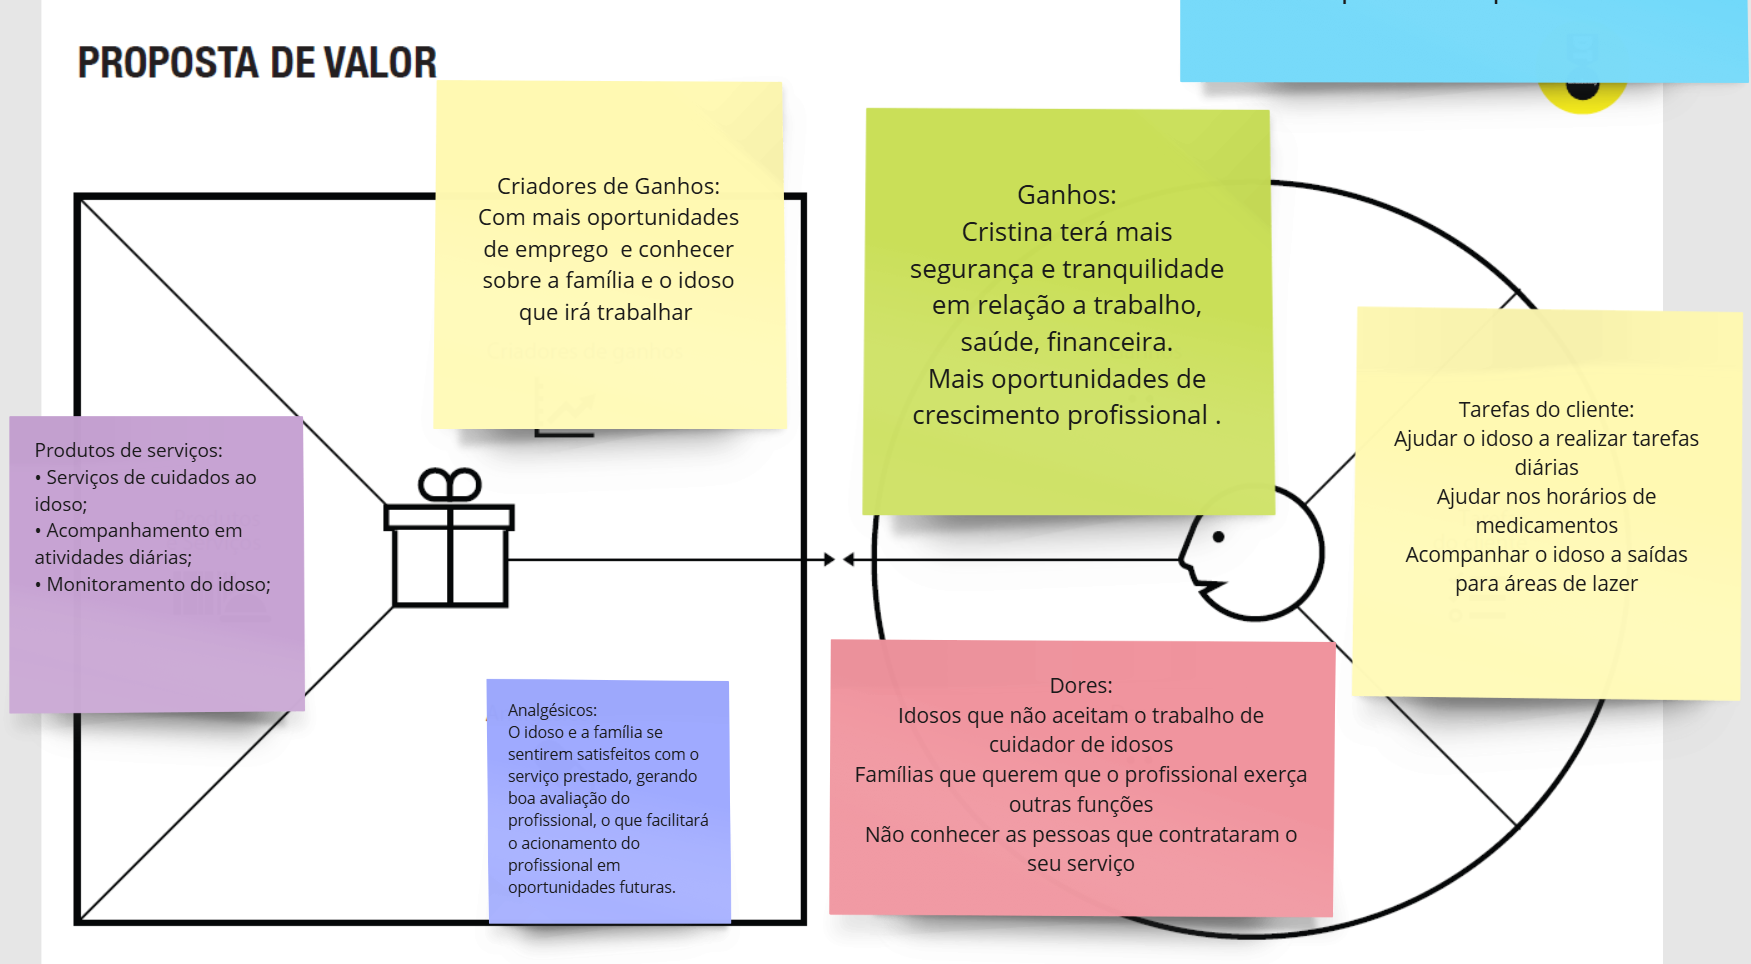 PROPOSTA DE VALOR
Criadores de Ganhos:
Com mais oportunidades
de emprego  e conhecer
sobre a família e o idoso
que irá trabalhar
Ganhos:
Cristina terá mais
segurança e tranquilidade
em relação a trabalho,
saúde, financeira.
Mais oportunidades de
crescimento profissional .
Tarefas do cliente:
Ajudar o idoso a realizar tarefas
diárias
Ajudar nos horários de
medicamentos
Acompanhar o idoso a saídas
para áreas de lazer
Produtos de serviços:
• Serviços de cuidados ao
idoso;
• Acompanhamento em
atividades diárias;
• Monitoramento do idoso;
Analgésicos:
O idoso e a família se
sentirem satisfeitos com o
serviço prestado, gerando
boa avaliação do
profissional, o que facilitará
o acionamento do
profissional em
oportunidades futuras.
Dores:
Idosos que não aceitam o trabalho de
cuidador de idosos
Famílias que querem que o profissional exerça
outras funções
Não conhecer as pessoas que contrataram o
seu serviço